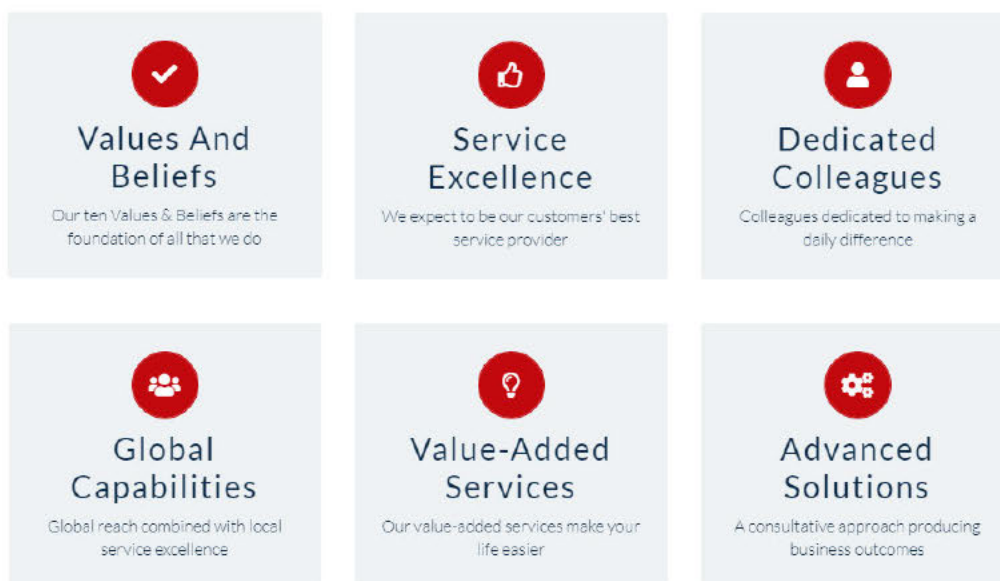 Values And
Beliefs
Our ten Values & Beliefs are the
foundation of all that we do
Service
Excellence
We expect to be our customers' best
service provider
Dedicated
Colleagues
Colleagues dedicated to making a
daily difference
Global
Capabilities
Global reach combined with local
service excellence
Value-Added
Services
Our value-added services make your
life easier
Advanced
Solutions
A consultative approach producing
business outcomes